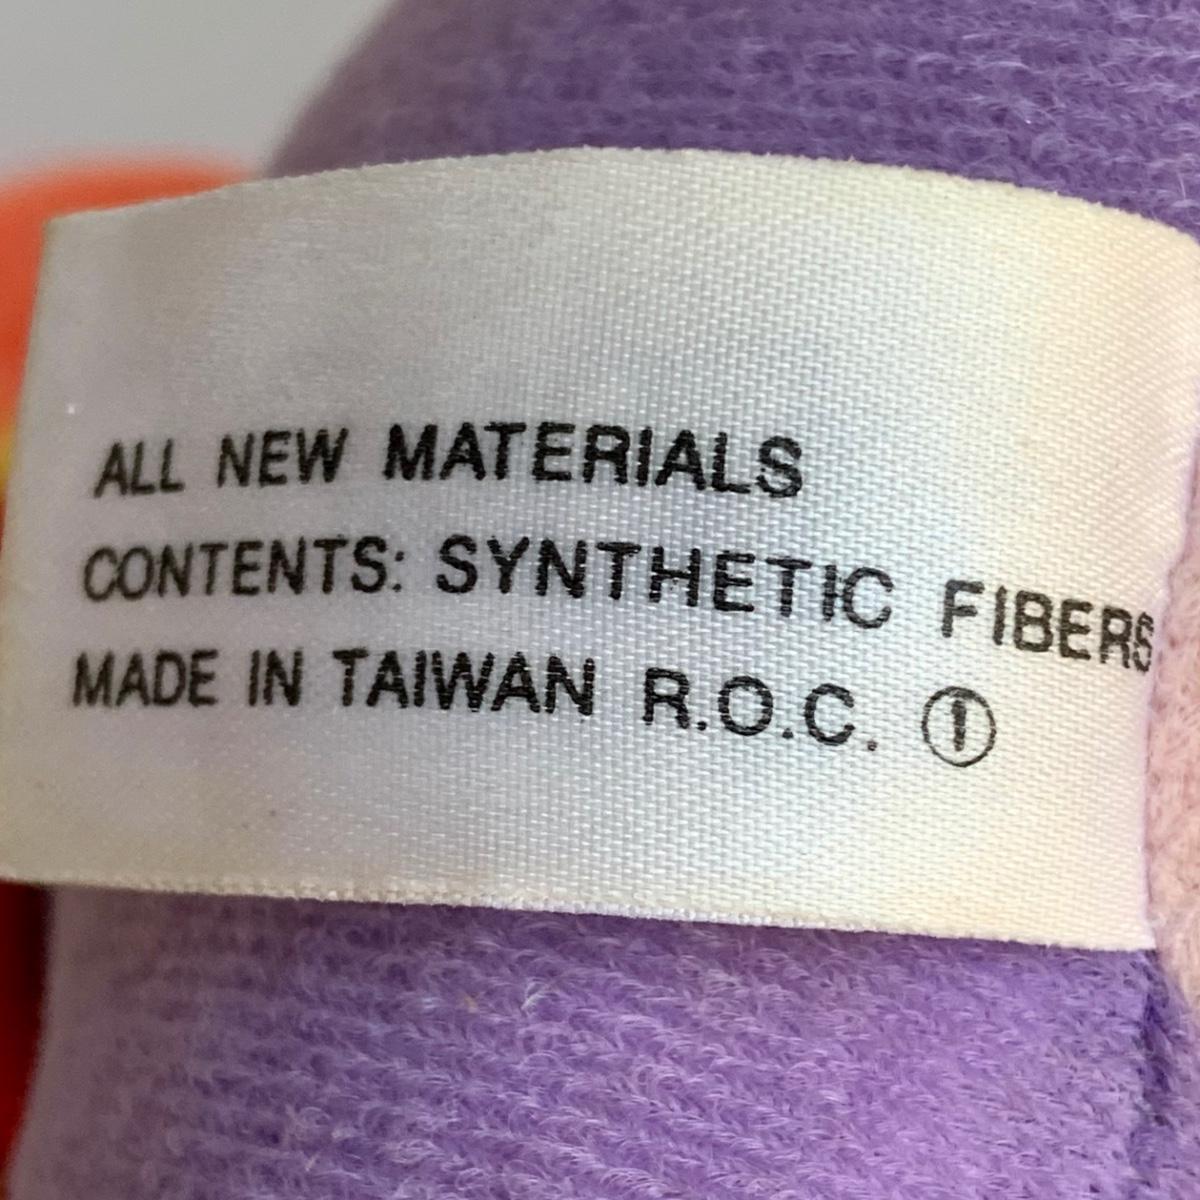 ALL NEW MATERIALS
CONTENTS: SYNTHETIC FIBERS
MADE IN TAIWAN R.O.C. ①